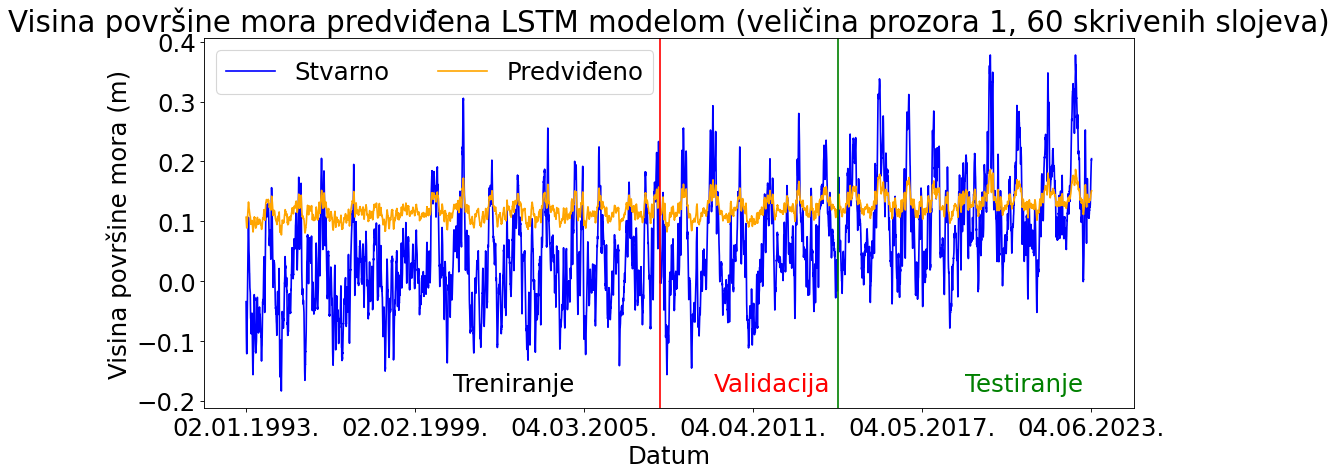 Visina površine mora predviđena LSTM modelom (veličina prozora 1, 60 skrivenih slojeva)
Visina površine mora (m)
0.4
0.3
0.2
0.1
0.0
−0.1
−0.2
Stvarno Predviđeno
Treniranje Validacija Testiranje
02.01.1993. 02.02.1999. 04.03.2005. 04.04.2011. 04.05.2017. 04.06.2023.
Datum